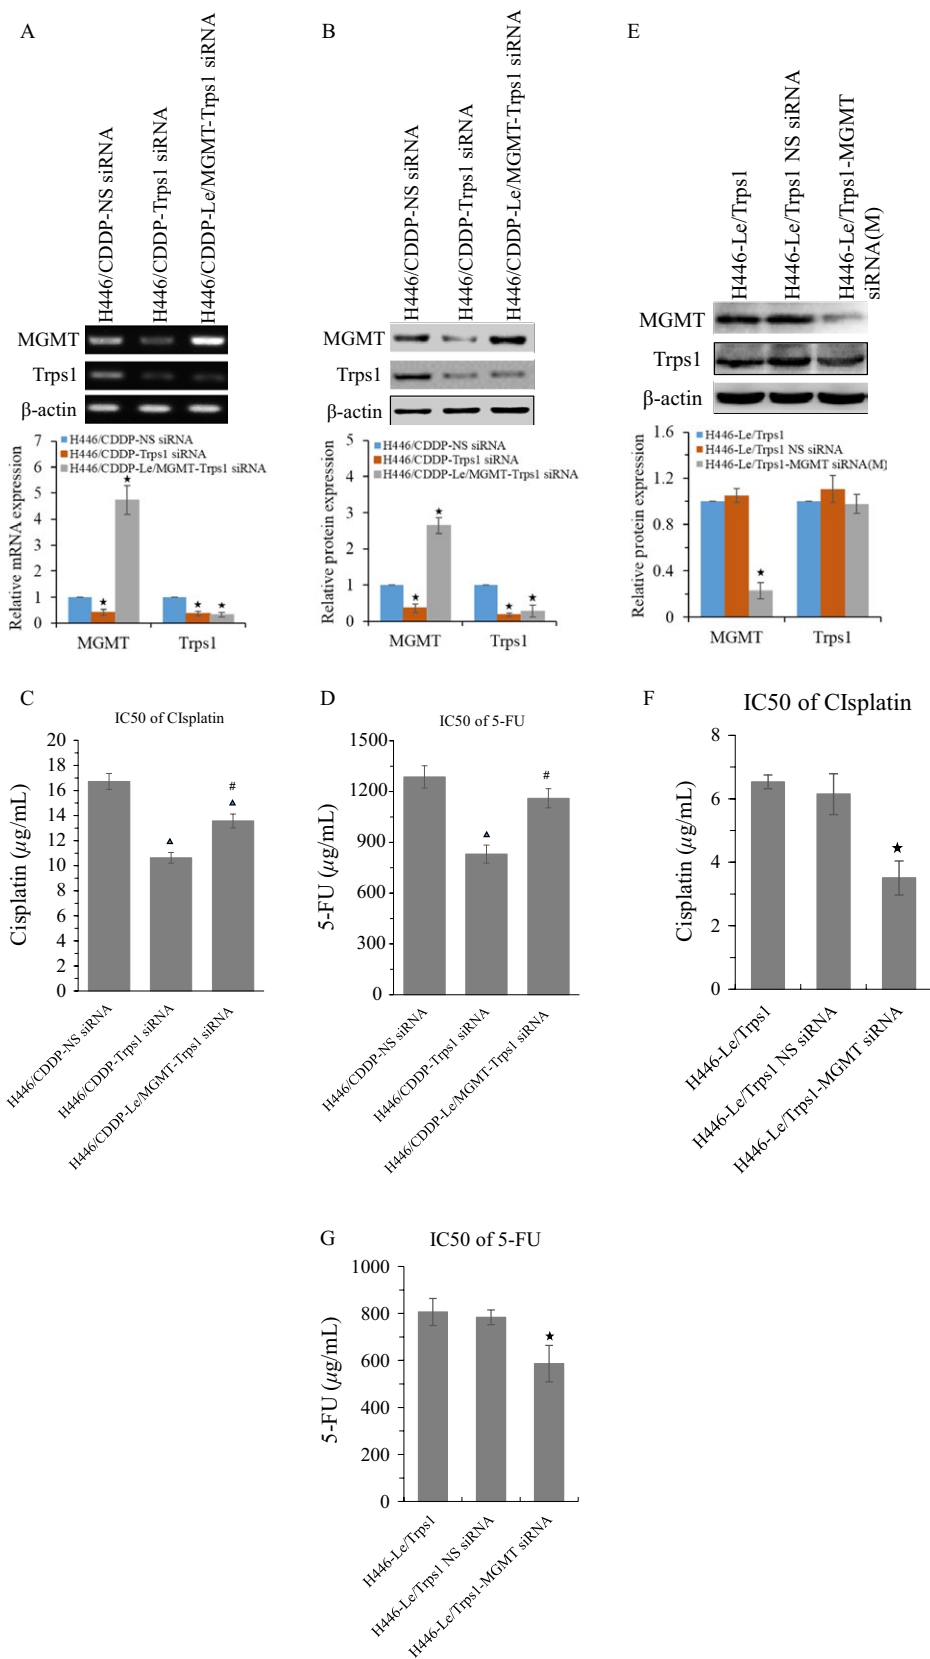 A
H446/CDDP-NS siRNA
H446/CDDP-Trps1 siRNA
H446/CDDP-Le/MGMT-Trps1 siRNA
MGMT
Trps1
β-actin
7
6
5
4
3
2
1
0
Relative mRNA expression
H446/CDDP-NS siRNA
H446/CDDP-Trps1 siRNA
H446/CDDP-Le/MGMT-Trps1 siRNA
★
★
★
★
MGMT
Trps1
B
H446/CDDP-NS siRNA
H446/CDDP-Trps1 siRNA
H446/CDDP-Le/MGMT-Trps1 siRNA
MGMT
Trps1
β-actin
5
4
3
2
1
0
Relative protein expression
H446/CDDP-NS siRNA
H446/CDDP-Trps1 siRNA
H446/CDDP-Le/MGMT-Trps1 siRNA
★
★
★
★
MGMT
Trps1
E
H446-Le/Trps1
H446-Le/Trps1 NS siRNA
H446-Le/Trps1-MGMT
siRNA(M)
MGMT
Trps1
β-actin
1.6
1.2
0.8
0.4
0
Relative protein expression
H446-Le/Trps1
H446-Le/Trps1 NS siRNA
H446-Le/Trps1-MGMT siRNA(M)
★
MGMT
Trps1
C
IC50 of CIsplatin
20
18
16
14
12
10
8
6
4
2
0
Cisplatin (μg/mL)
#
H446/CDDP-NS siRNA
H446/CDDP-Trps1 siRNA
H446/CDDP-Le/MGMT-Trps1 siRNA
D
IC50 of 5-FU
1500
1200
900
600
300
0
5-FU (μg/mL)
#
H446/CDDP-NS siRNA
H446/CDDP-Trps1 siRNA
H446/CDDP-Le/MGMT-Trps1 siRNA
F
IC50 of CIsplatin
8
6
4
2
0
Cisplatin (μg/mL)
★
H446-Le/Trps1
H446-Le/Trps1 NS siRNA
H446-Le/Trps1-MGMT siRNA
G
IC50 of 5-FU
1000
800
600
400
200
0
5-FU (μg/mL)
★
H446-Le/Trps1
H446-Le/Trps1 NS siRNA
H446-Le/Trps1-MGMT siRNA